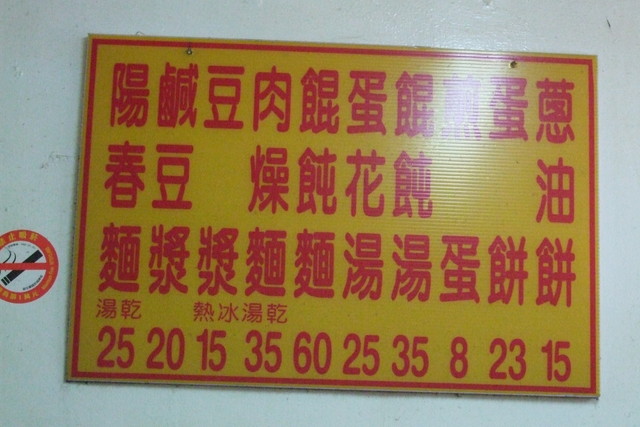 蔥油餅 15
蛋餅 23
煎蛋 8
餛飩湯 35
蛋花湯 25
餛飩麵 60
肉燥麵 湯乾 35
豆漿 熱冰 15
鹹豆漿 20
陽春麵 湯乾 25